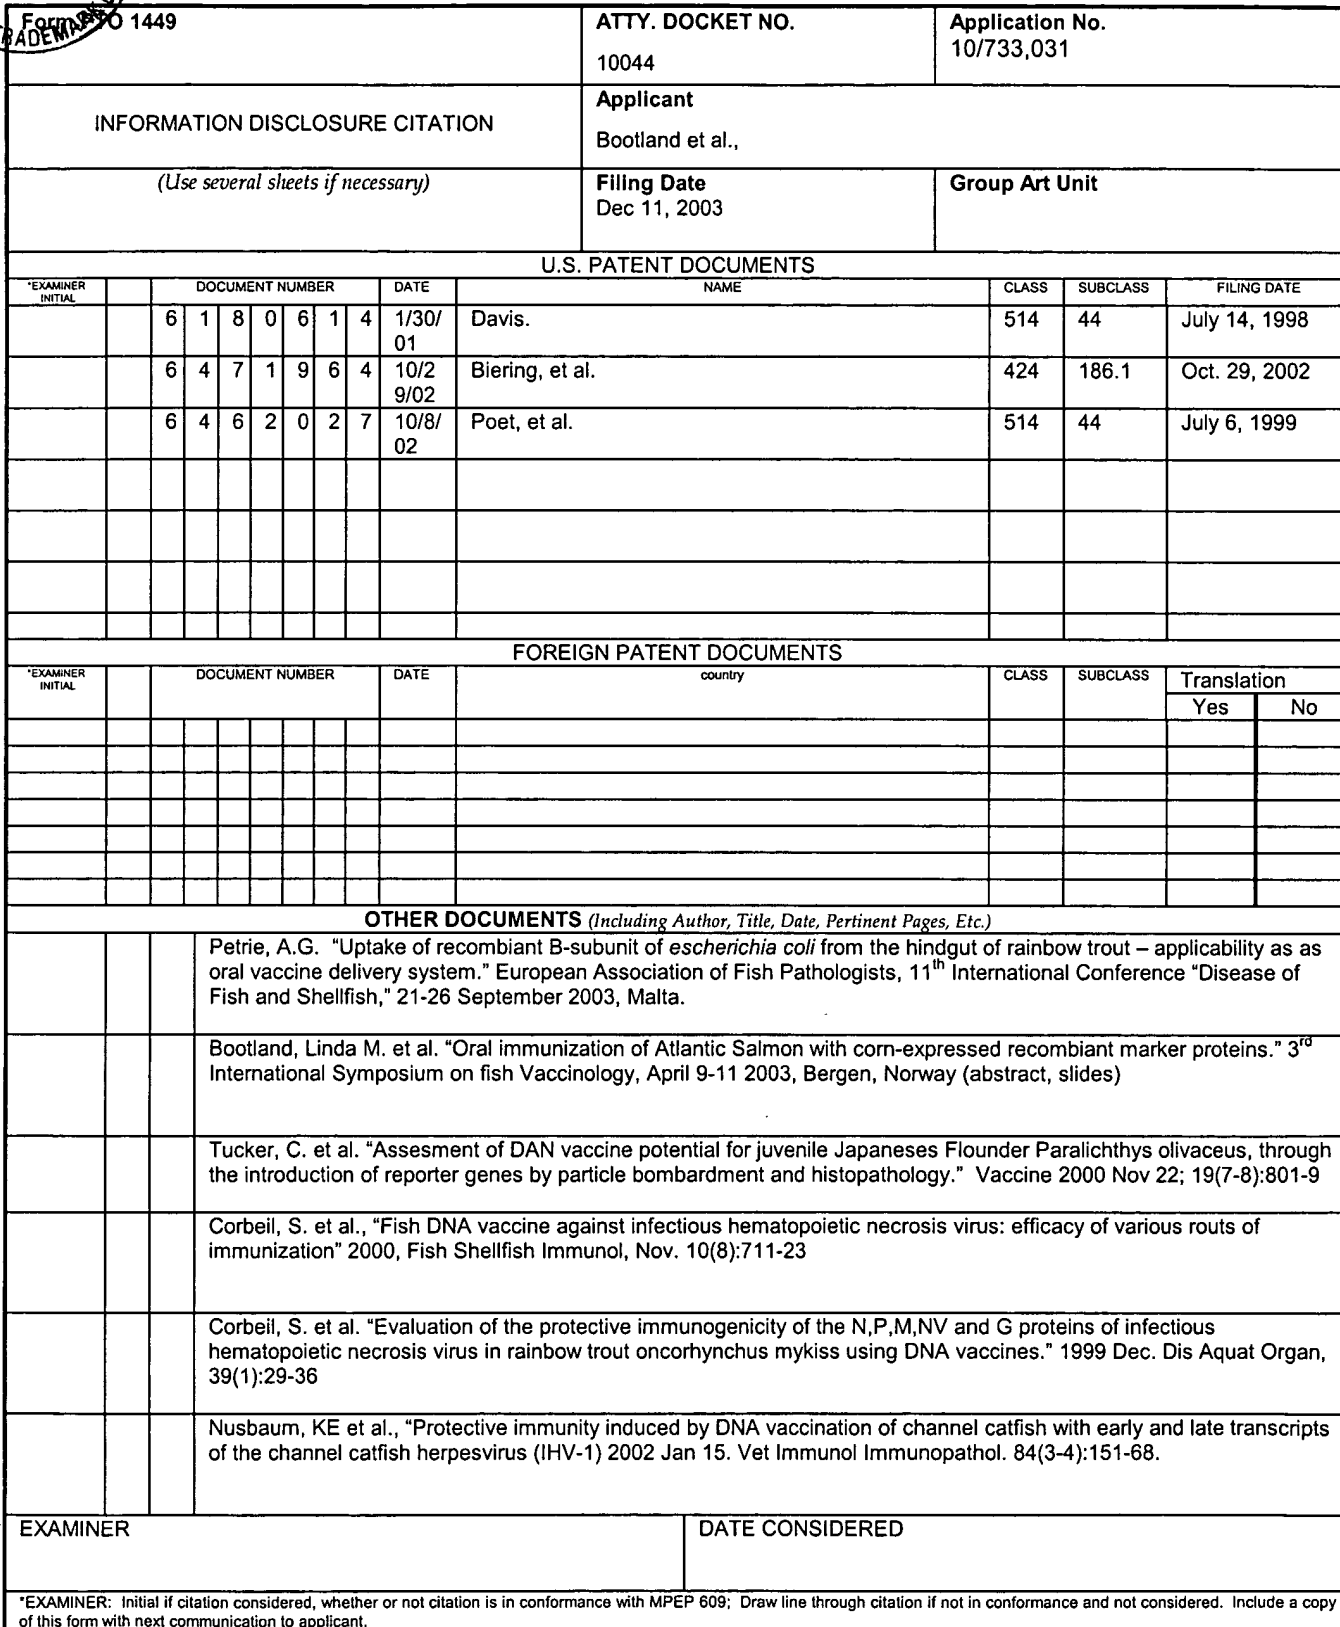 Form PTO 1449
TRADEMARK
ATTY. DOCKET NO.
10044
Application No.
10/733,031
INFORMATION DISCLOSURE CITATION
Applicant
Bootland et al.,
(Use several sheets if necessary)
Filing Date
Dec 11, 2003
Group Art Unit
U.S. PATENT DOCUMENTS
*EXAMINER INITIAL DOCUMENT NUMBER DATE NAME CLASS SUBCLASS FILING DATE
6 1 8 0 6 1 4 1/30/01 Davis. 514 44 July 14, 1998
6 4 7 1 9 6 4 10/29/02 Biering, et al. 424 186.1 Oct. 29, 2002
6 4 6 2 0 2 7 10/8/02 Poet, et al. 514 44 July 6, 1999
FOREIGN PATENT DOCUMENTS
*EXAMINER INITIAL DOCUMENT NUMBER DATE country CLASS SUBCLASS Translation
Yes No
OTHER DOCUMENTS (Including Author, Title, Date, Pertinent Pages, Etc.)
Petrie, A.G. "Uptake of recombiant B-subunit of escherichia coli from the hindgut of rainbow trout – applicability as as
oral vaccine delivery system." European Association of Fish Pathologists, 11th International Conference "Disease of
Fish and Shellfish," 21-26 September 2003, Malta.
Bootland, Linda M. et al. "Oral immunization of Atlantic Salmon with corn-expressed recombiant marker proteins." 3rd
International Symposium on fish Vaccinology, April 9-11 2003, Bergen, Norway (abstract, slides)
Tucker, C. et al. "Assesment of DAN vaccine potential for juvenile Japaneses Flounder Paralichthys olivaceus, through
the introduction of reporter genes by particle bombardment and histopathology." Vaccine 2000 Nov 22; 19(7-8):801-9
Corbeil, S. et al., "Fish DNA vaccine against infectious hematopoietic necrosis virus: efficacy of various routs of
immunization" 2000, Fish Shellfish Immunol, Nov. 10(8):711-23
Corbeil, S. et al. "Evaluation of the protective immunogenicity of the N,P,M,NV and G proteins of infectious
hematopoietic necrosis virus in rainbow trout oncorhynchus mykiss using DNA vaccines." 1999 Dec. Dis Aquat Organ,
39(1):29-36
Nusbaum, KE et al., "Protective immunity induced by DNA vaccination of channel catfish with early and late transcripts
of the channel catfish herpesvirus (IHV-1) 2002 Jan 15. Vet Immunol Immunopathol. 84(3-4):151-68.
EXAMINER
DATE CONSIDERED
*EXAMINER: Initial if citation considered, whether or not citation is in conformance with MPEP 609; Draw line through citation if not in conformance and not considered. Include a copy
of this form with next communication to applicant.